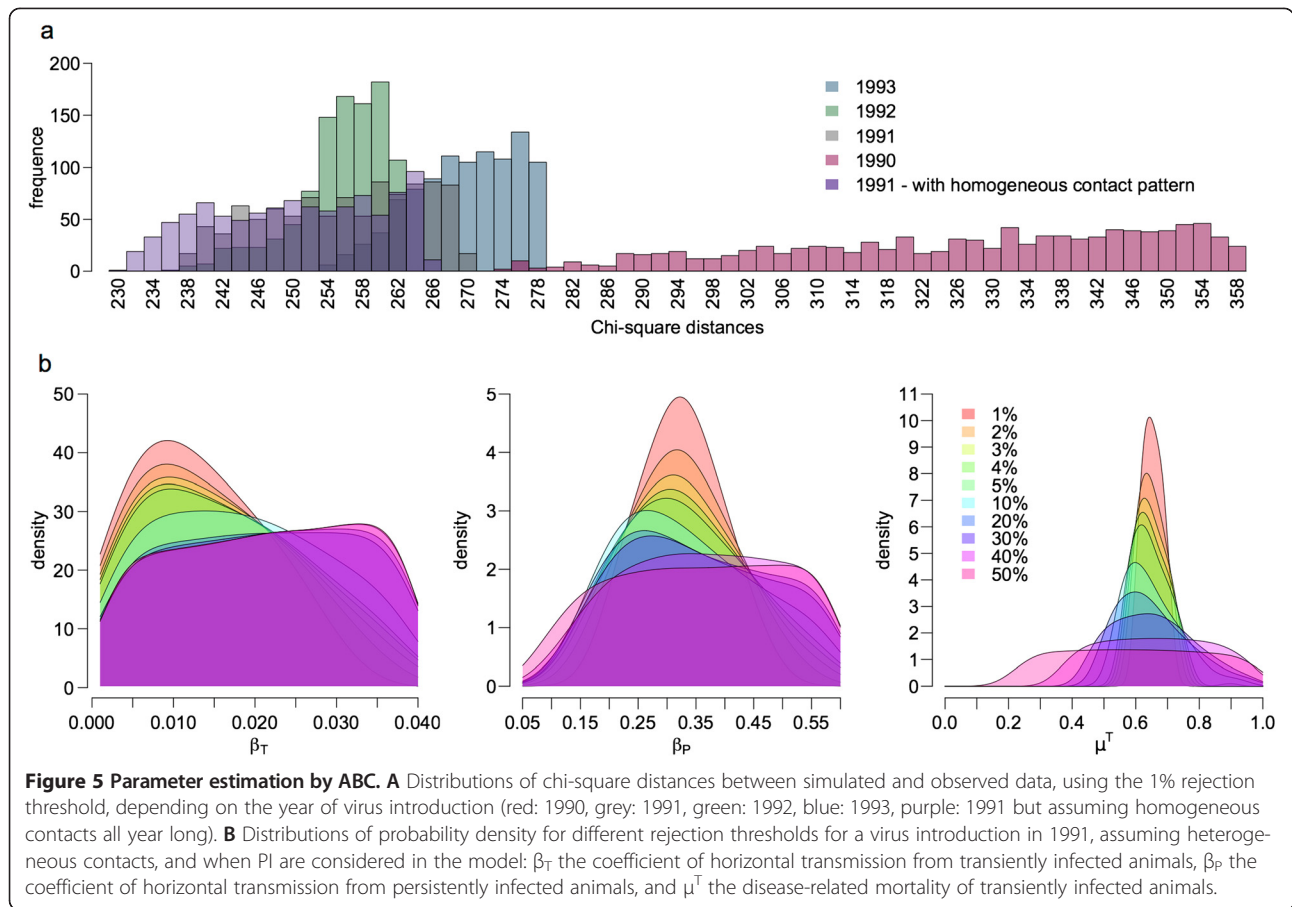 a
200
150
100
50
0
frequence
1993
1992
1991
1990
1991 - with homogeneous contact pattern
230 234 238 242 246 250 254 258 262 266 270 274 278 282 286 290 294 298 302 306 310 314 318 322 326 330 334 338 342 346 350 354 358
Chi-square distances
b
50
40
30
20
10
0
density
0.000 0.010 0.020 0.030 0.040
βT
5
4
3
2
1
0
density
0.05 0.15 0.25 0.35 0.45 0.55
βP
11
10
9
8
7
6
5
4
3
2
1
0
density
1%
2%
3%
4%
5%
10%
20%
30%
40%
50%
0.0 0.2 0.4 0.6 0.8 1.0
μT
Figure 5 Parameter estimation by ABC. A Distributions of chi-square distances between simulated and observed data, using the 1% rejection
threshold, depending on the year of virus introduction (red: 1990, grey: 1991, green: 1992, blue: 1993, purple: 1991 but assuming homogeneous
contacts all year long). B Distributions of probability density for different rejection thresholds for a virus introduction in 1991, assuming heteroge-
neous contacts, and when PI are considered in the model: βT the coefficient of horizontal transmission from transiently infected animals, βP the
coefficient of horizontal transmission from persistently infected animals, and μT the disease-related mortality of transiently infected animals.